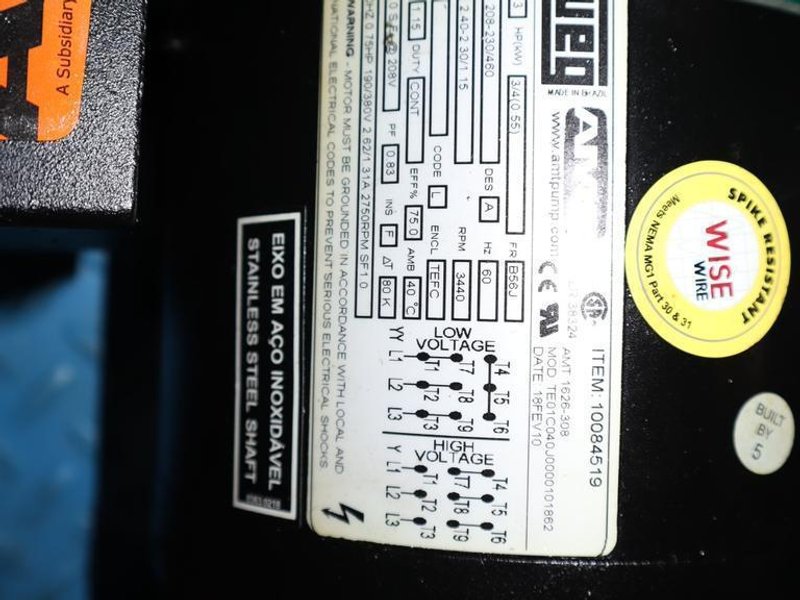 WEG
MADE IN BRAZIL
www.amtpump.com
ITEM: 10084519
AMT 1626-308
MOD. TE01C040J0000101862
DATE 18FEV10
3 HP(kW) 3/4(0.55) FR B56J
208-230/460 DES A Hz 60
2.40-2.30/1.15 RPM 3440
CODE L ENCL TEFC
1.15 DUTY CONT EFF% 75.0 AMB 40 °C
208V PF 0.83 INS F ΔT 80 K
HZ 0.75HP 190/380V 2.62/1.31A 2750RPM SF1.0
WARNING - MOTOR MUST BE GROUNDED IN ACCORDANCE WITH LOCAL AND
NATIONAL ELECTRICAL CODES TO PREVENT SERIOUS ELECTRICAL SHOCKS.
LOW
VOLTAGE
T4 T5 T6
T7 T8 T9
T1 T2 T3
YY L1 L2 L3
HIGH
VOLTAGE
T4 T5 T6
T7 T8 T9
T1 T2 T3
Y L1 L2 L3
EIXO EM AÇO INOXIDÁVEL
STAINLESS STEEL SHAFT
SPIKE RESISTANT
WISE
WIRE
Meets NEMA MG1 Part 30 & 31
BUILT
BY
5
A Subsidiary